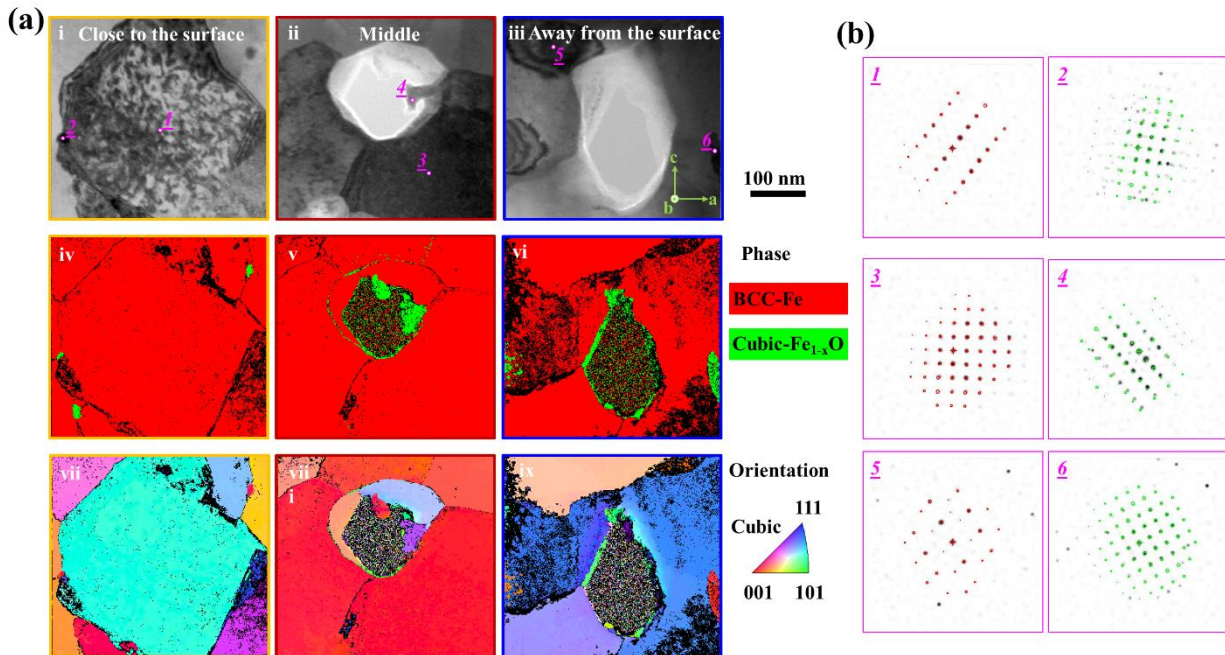 (a)
i Close to the surface
ii Middle
iii Away from the surface
1
2
3
4
5
6
c
b
a
100 nm
iv
v
vi
Phase
BCC-Fe
Cubic-Fe1-xO
vii
vii
i
ix
Orientation
Cubic
111
001
101
(b)
1
2
3
4
5
6